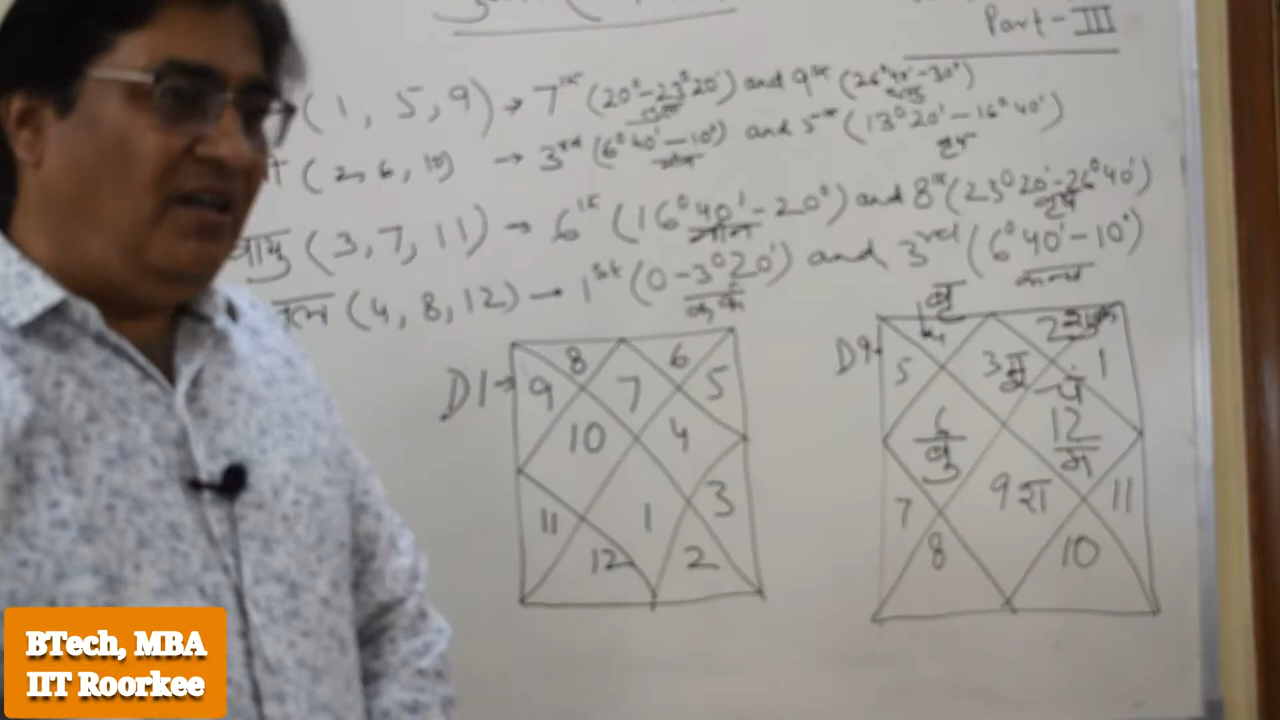 Part-III
(1, 5, 9) → 7th (20°-23°20') and 9th (26°40'-30°)
तुला धनु
(2, 6, 10) → 3rd (6°40'-10°) and 5th (13°20'-16°40')
मीन वृष
वायु (3, 7, 11) → 6th (16°40'-20°) and 8th (23°20'-26°40')
मीन वृष
जल (4, 8, 12) → 1st (0-3°20') and 3rd (6°40'-10°)
कर्क कन्या
D1→
8 6
9 7 5
10 4
11 1 3
12 2
D9
बृ
4 2
5 3 सू 1
6 12
बु म
7 9 श 11
8 10
BTech, MBA
IIT Roorkee